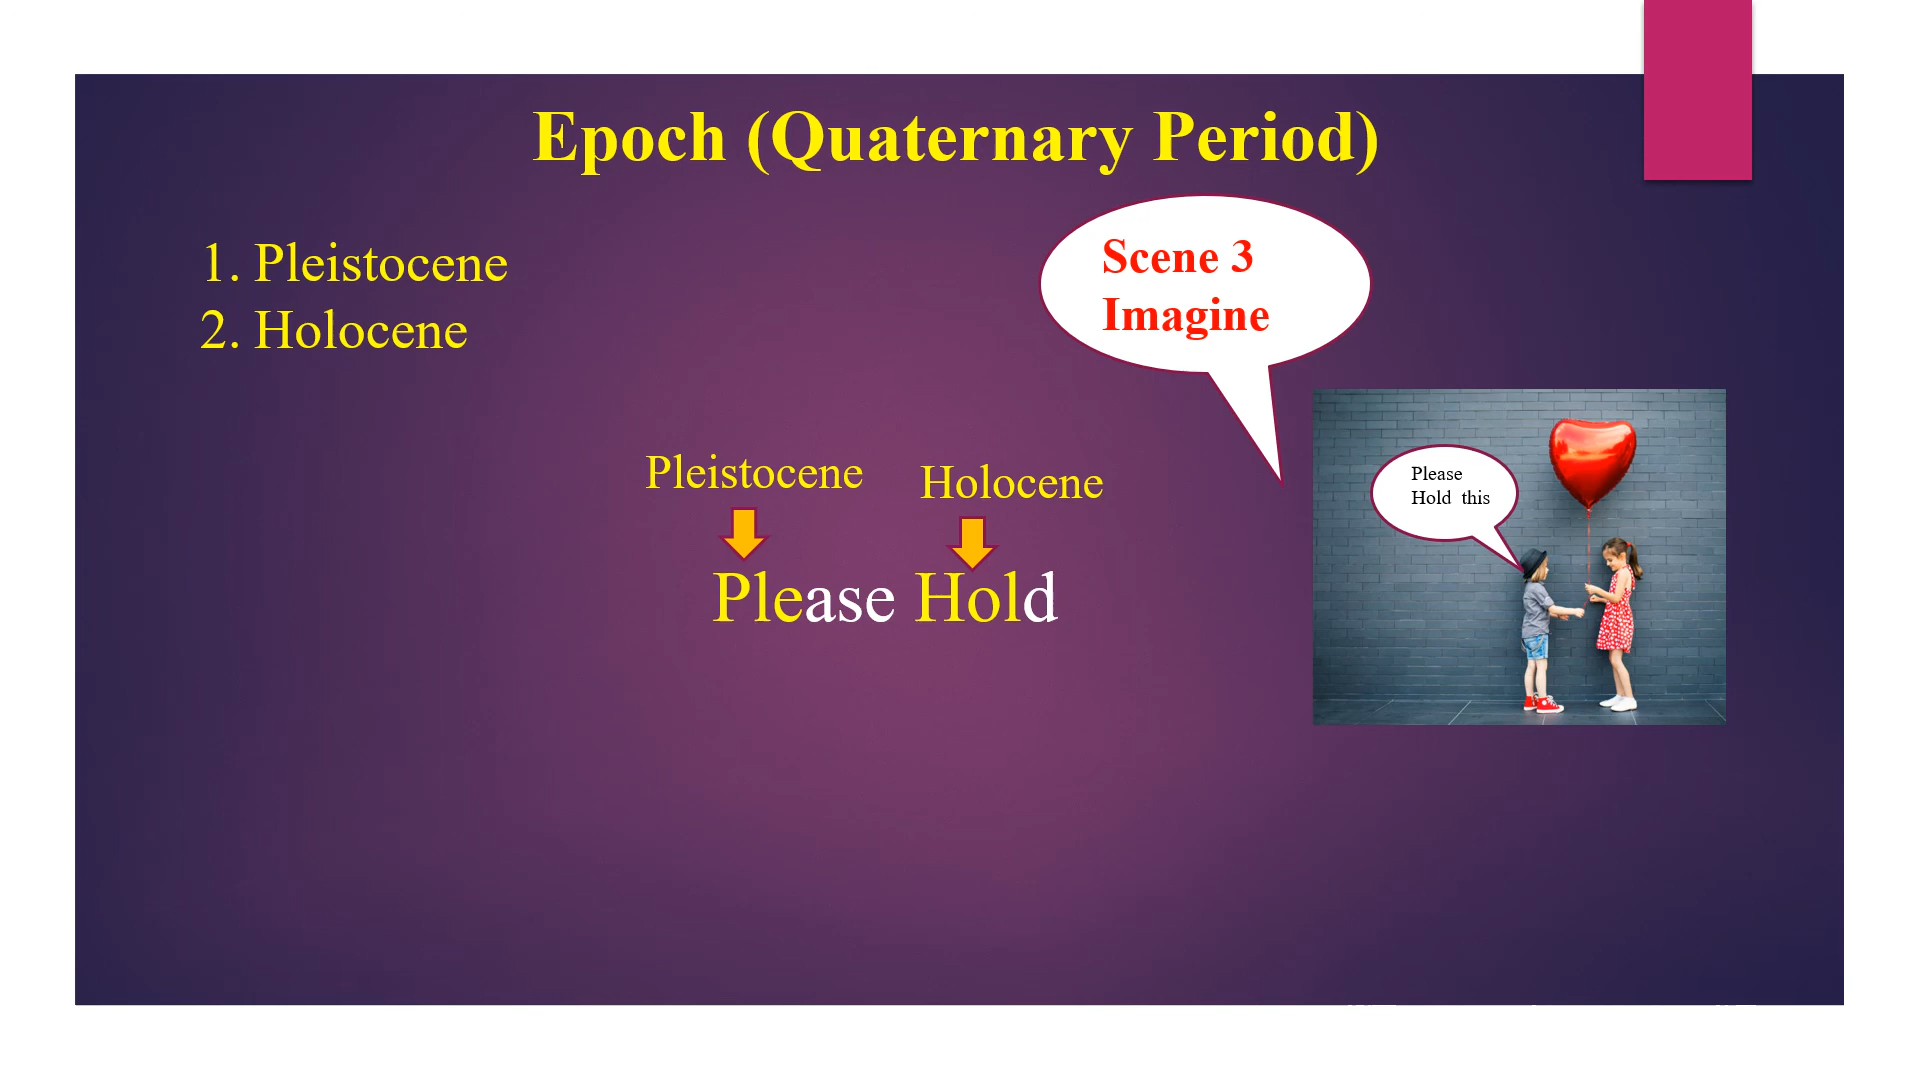 Epoch (Quaternary Period)
1. Pleistocene
2. Holocene
Scene 3
Imagine
Pleistocene
Holocene
Please Hold
Please
Hold this